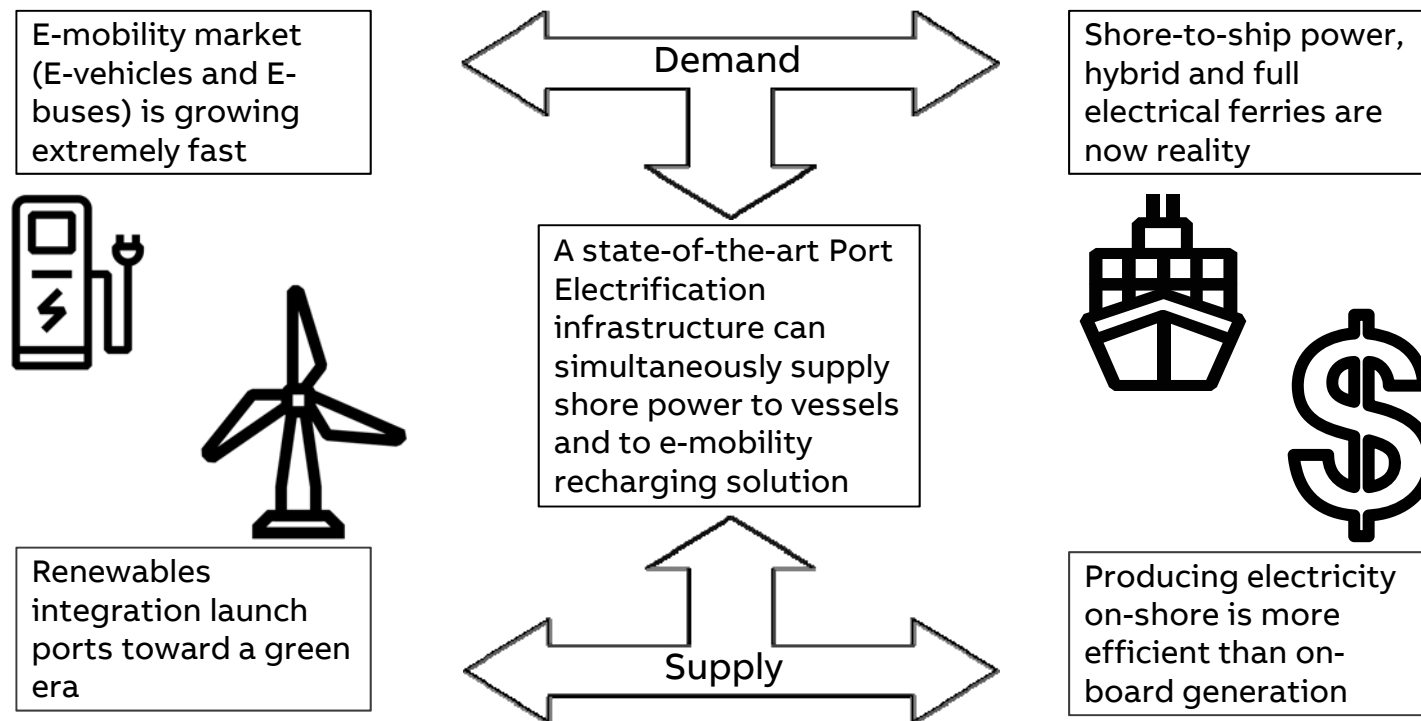 E-mobility market
(E-vehicles and E-
buses) is growing
extremely fast
Demand
Shore-to-ship power,
hybrid and full
electrical ferries are
now reality
A state-of-the-art Port
Electrification
infrastructure can
simultaneously supply
shore power to vessels
and to e-mobility
recharging solution
Renewables
integration launch
ports toward a green
era
Supply
Producing electricity
on-shore is more
efficient than on-
board generation